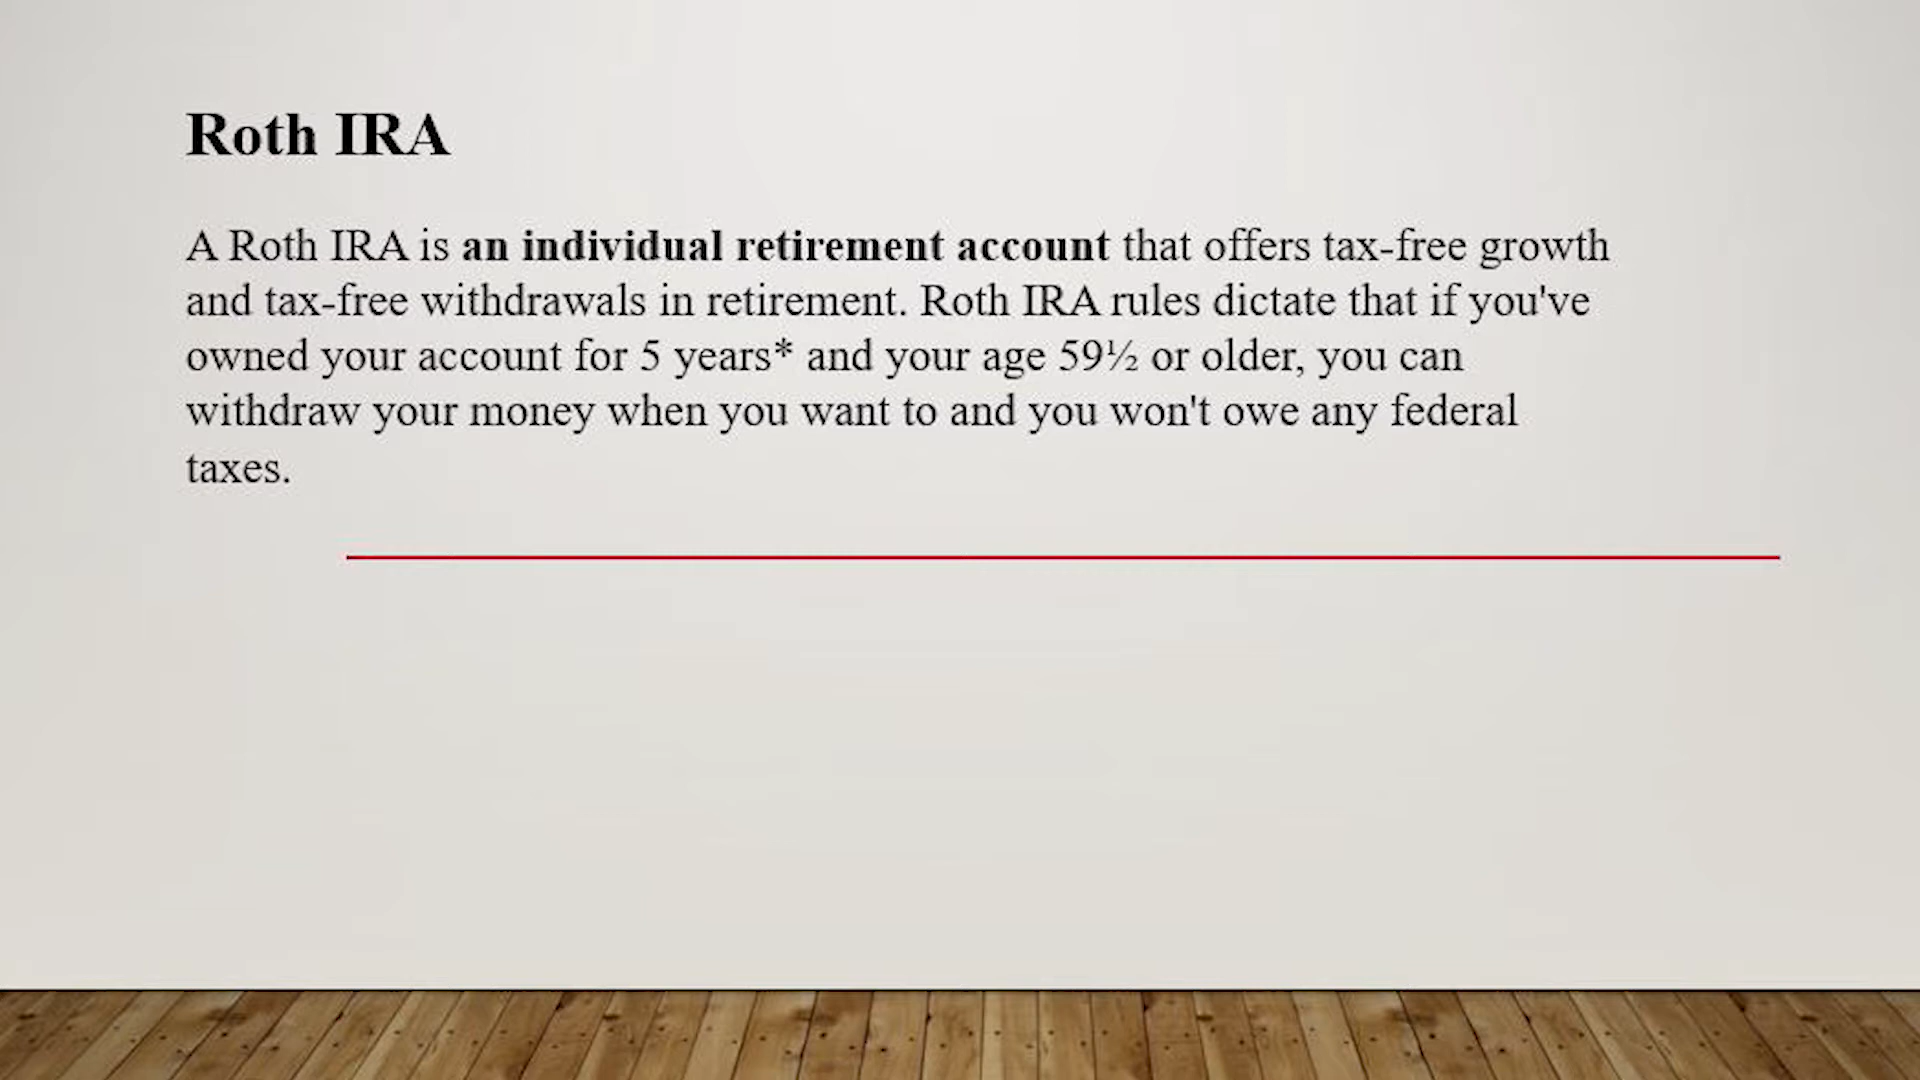 Roth IRA
A Roth IRA is an individual retirement account that offers tax-free growth
and tax-free withdrawals in retirement. Roth IRA rules dictate that if you've
owned your account for 5 years* and your age 59½ or older, you can
withdraw your money when you want to and you won't owe any federal
taxes.